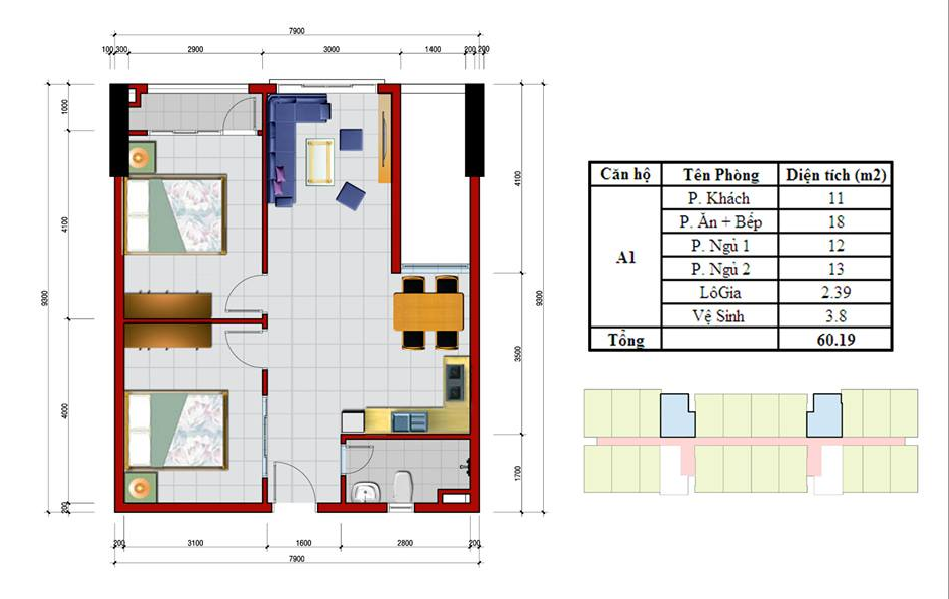 7900
100 300 2900 3000 1400 200 200
1000
4100
4000
200
9300
4100
3500
1700
9300
200 3100 1600 2800 200
7900
Căn hộ Tên Phòng Diện tích (m2)
A1
P. Khách 11
P. Ăn + Bếp 18
P. Ngủ 1 12
P. Ngủ 2 13
LôGia 2.39
Vệ Sinh 3.8
Tổng 60.19